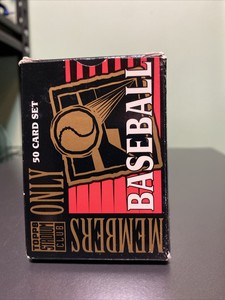 TOPPS
STADIUM
CLUB
MEMBERS
ONLY
50 CARD SET
BASEBALL